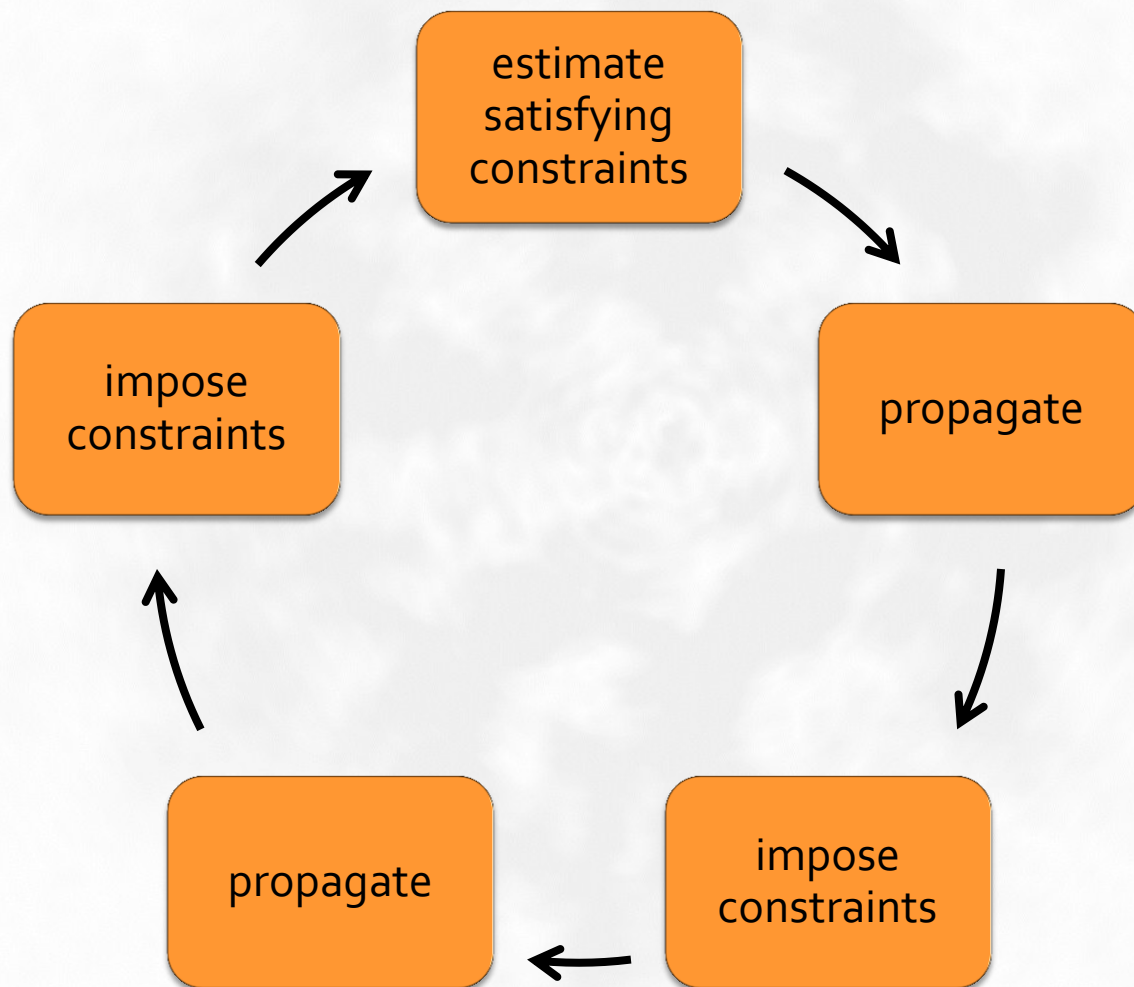 estimate
satisfying
constraints
propagate
impose
constraints
propagate
impose
constraints